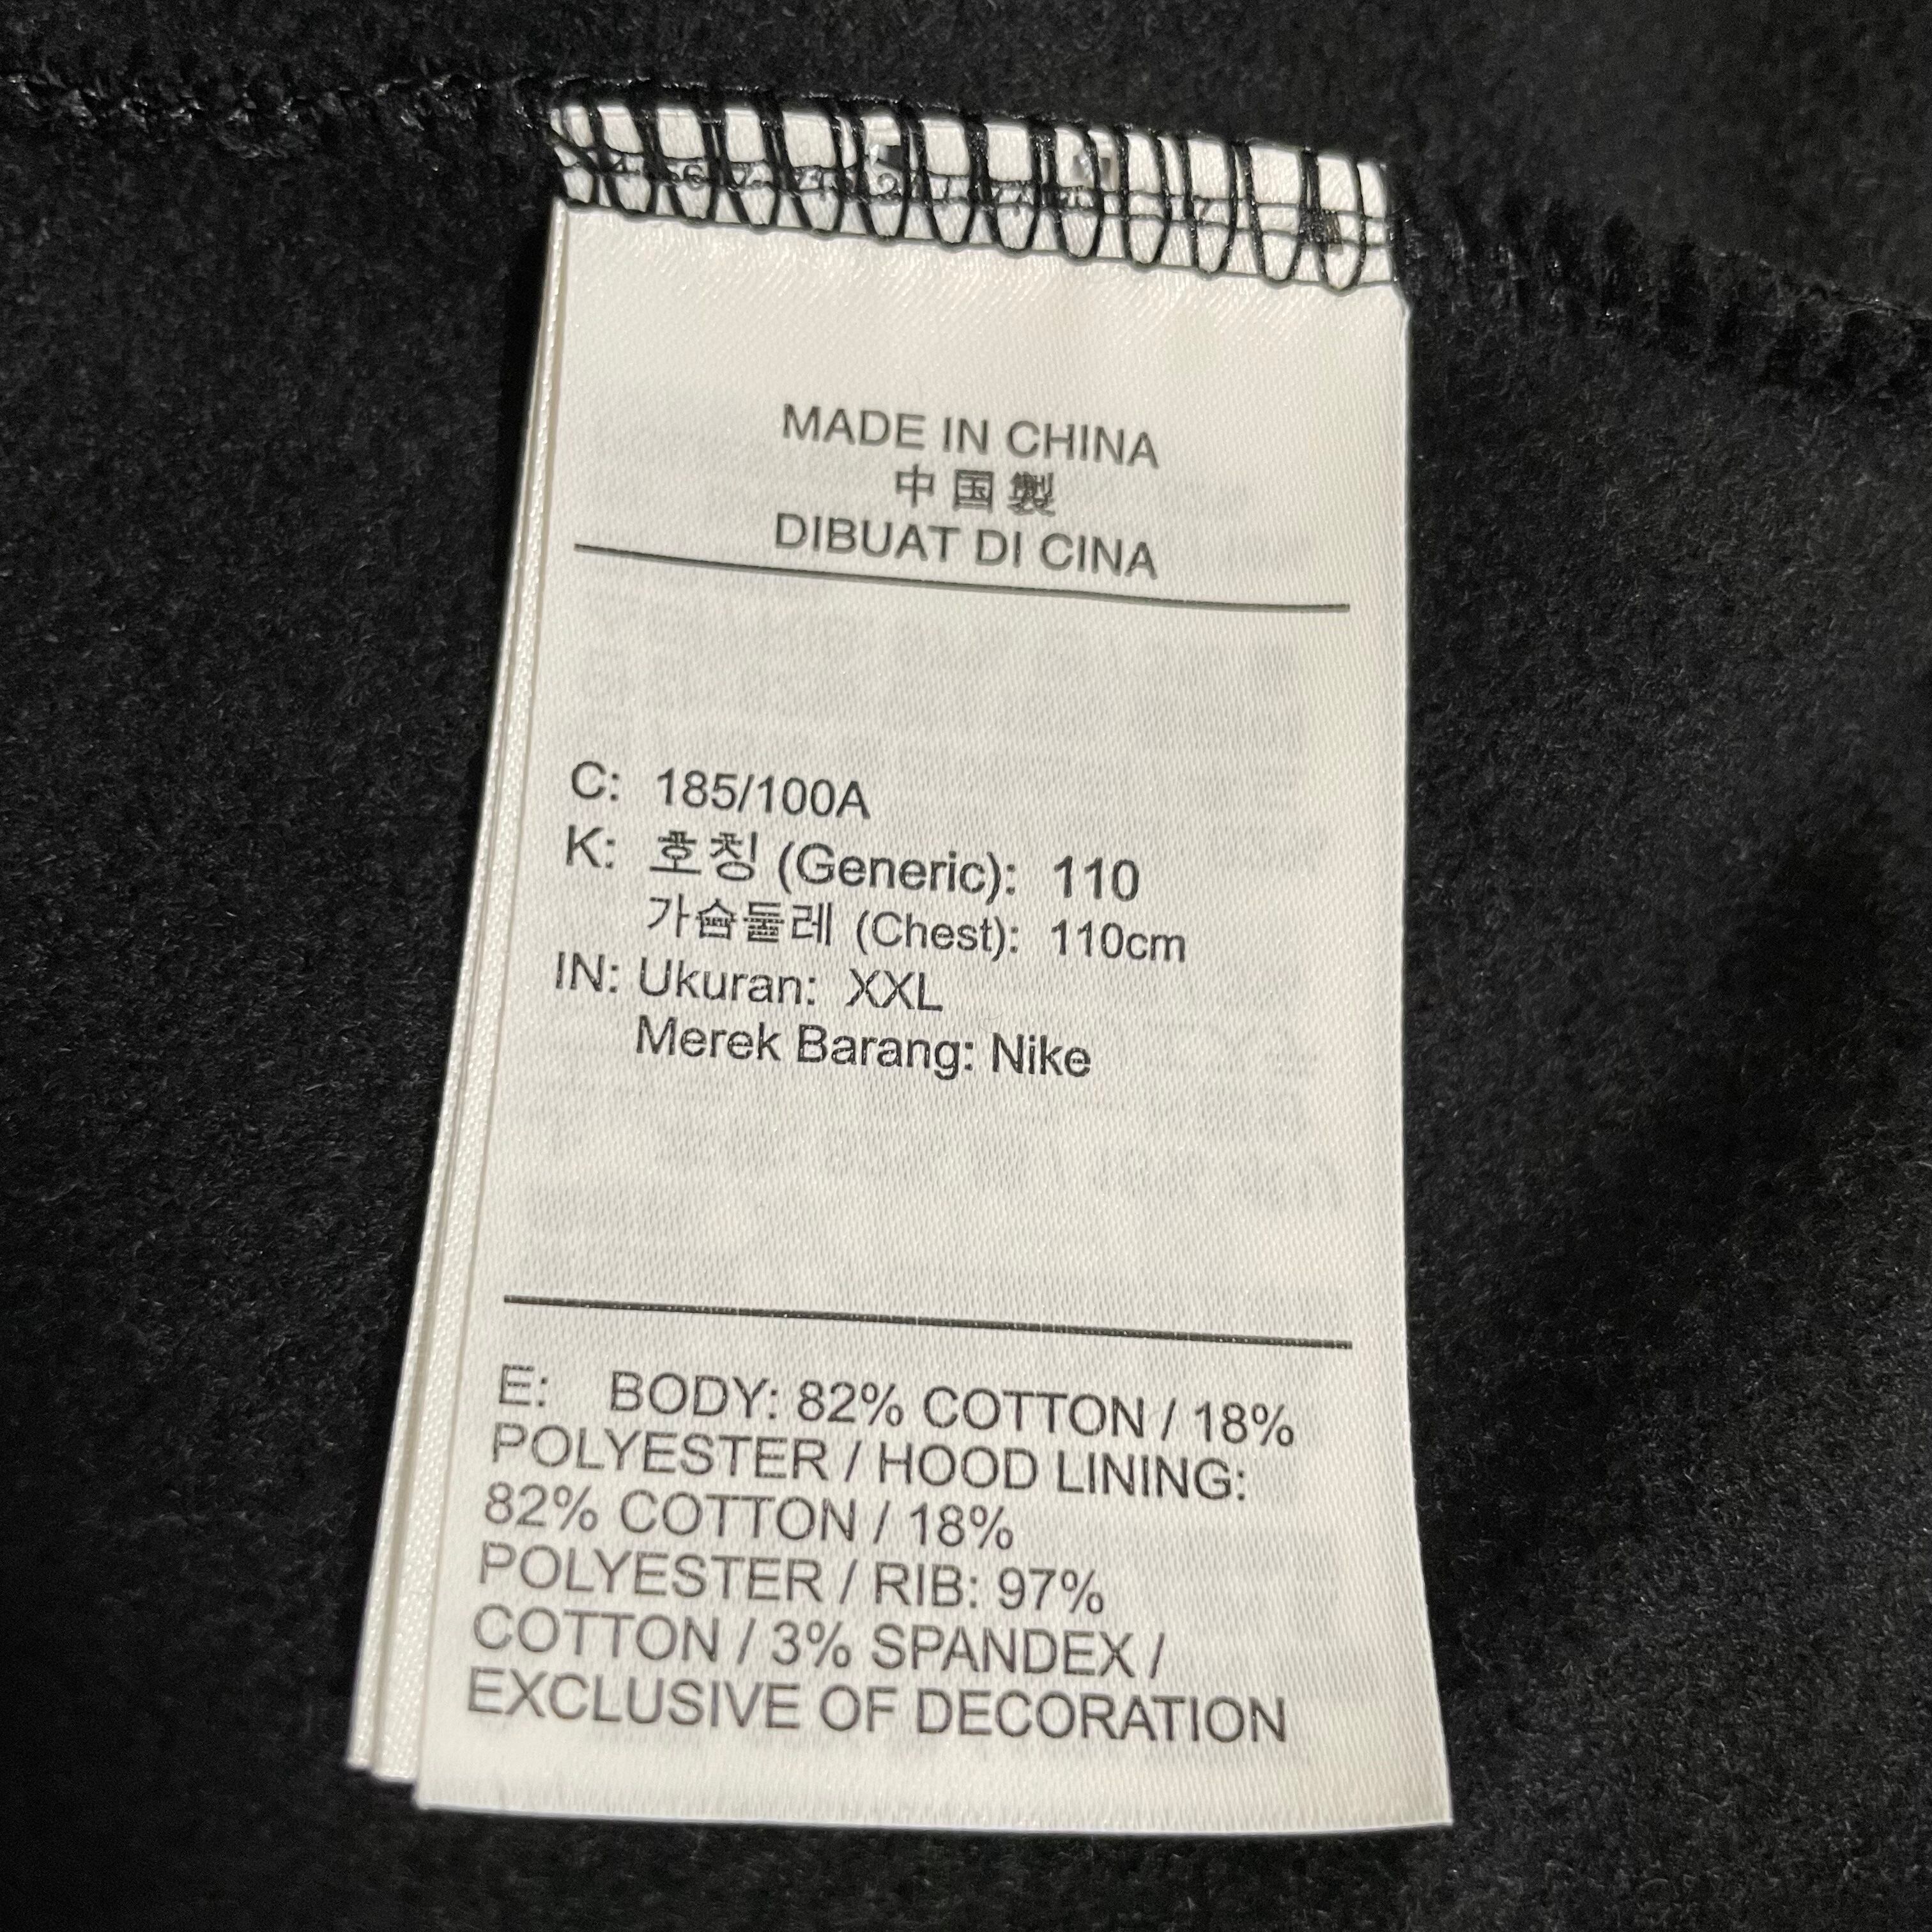 MADE IN CHINA
中国製
DIBUAT DI CINA
C: 185/100A
K: 호칭 (Generic): 110
가슴둘레 (Chest): 110cm
IN: Ukuran: XXL
Merek Barang: Nike
E: BODY: 82% COTTON / 18%
POLYESTER / HOOD LINING:
82% COTTON / 18%
POLYESTER / RIB: 97%
COTTON / 3% SPANDEX /
EXCLUSIVE OF DECORATION